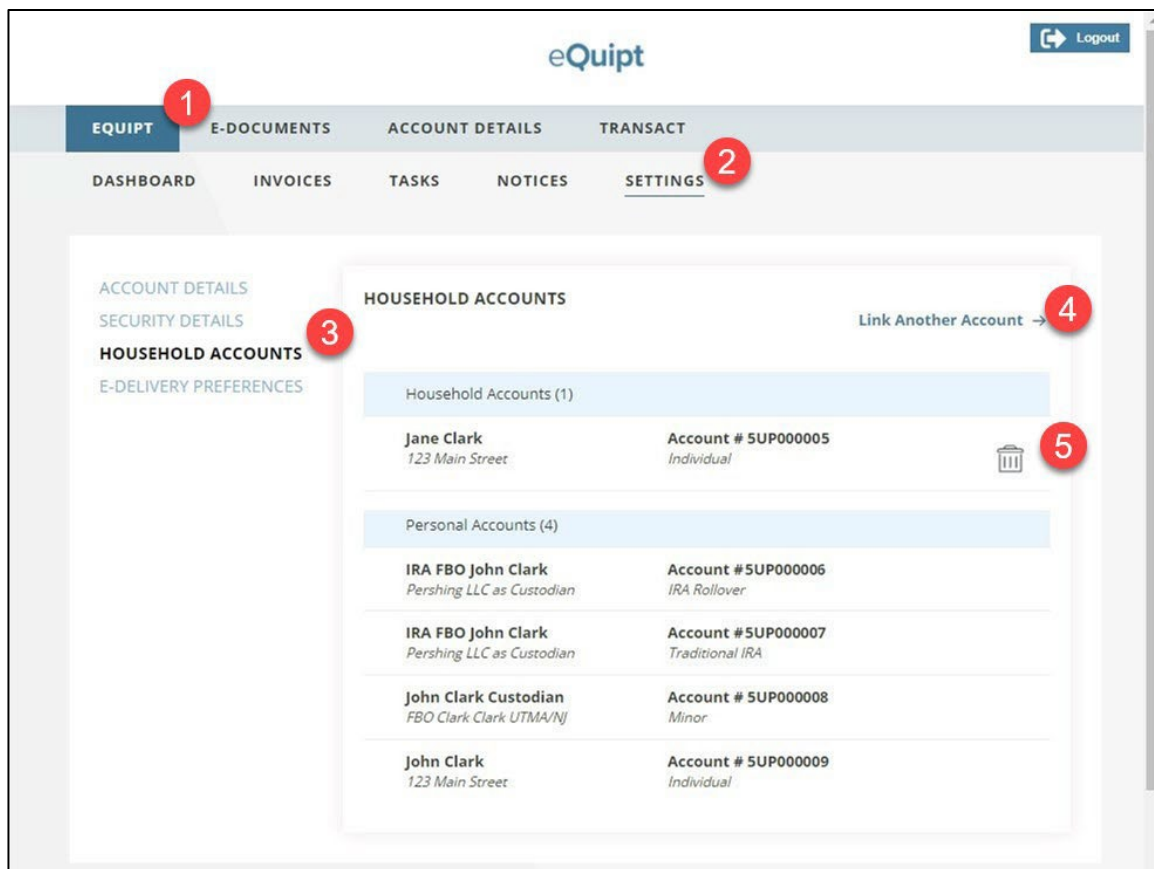 eQuipt
Logout
1
EQUIPT E-DOCUMENTS ACCOUNT DETAILS TRANSACT
2
DASHBOARD INVOICES TASKS NOTICES SETTINGS
ACCOUNT DETAILS
SECURITY DETAILS
3
HOUSEHOLD ACCOUNTS
E-DELIVERY PREFERENCES
HOUSEHOLD ACCOUNTS
Link Another Account →
4
Household Accounts (1)
Jane Clark Account # 5UP000005
123 Main Street Individual
5
Personal Accounts (4)
IRA FBO John Clark Account #5UP000006
Pershing LLC as Custodian IRA Rollover
IRA FBO John Clark Account #5UP000007
Pershing LLC as Custodian Traditional IRA
John Clark Custodian Account # 5UP000008
FBO Clark Clark UTMA/NJ Minor
John Clark Account # 5UP000009
123 Main Street Individual